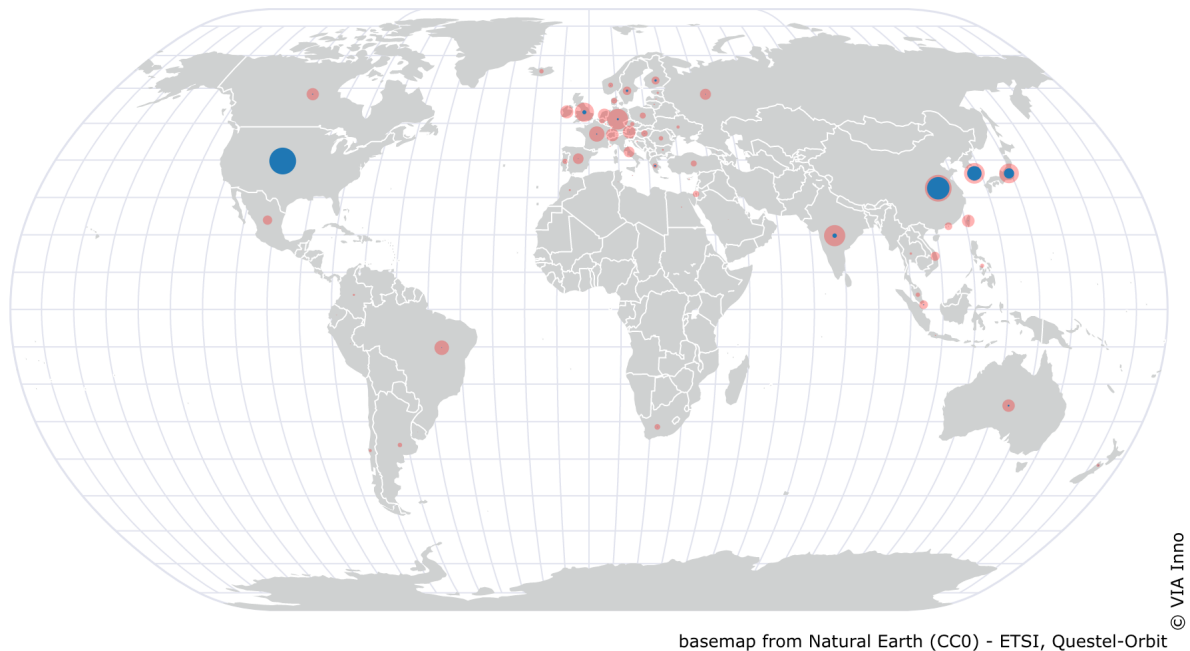 © VIA Inno
basemap from Natural Earth (CC0) - ETSI, Questel-Orbit